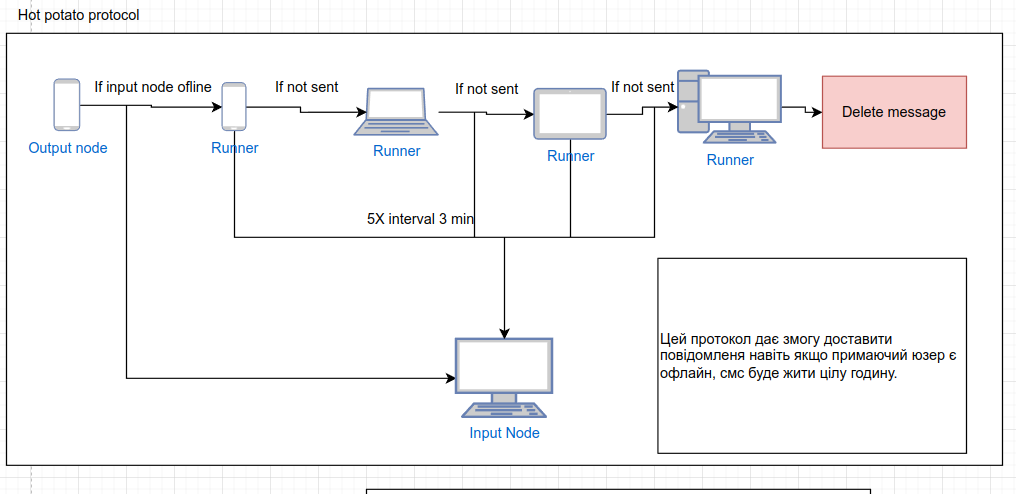 Hot potato protocol
If input node ofline
If not sent
If not sent
If not sent
Delete message
Output node
Runner
Runner
Runner
Runner
5X interval 3 min
Цей протокол дає змогу доставити
повідомленя навіть якщо примаючий юзер є
офлайн, смс буде жити цілу годину.
Input Node